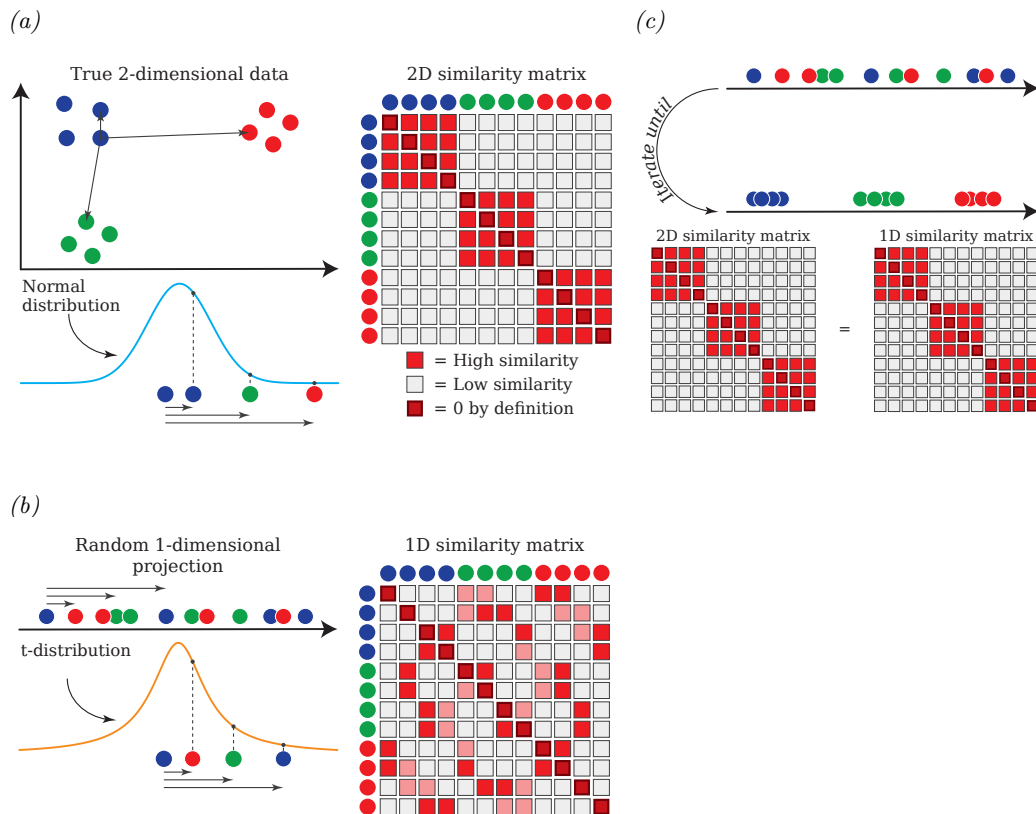 (a)
True 2-dimensional data
Normal
distribution
2D similarity matrix
= High similarity
= Low similarity
= 0 by definition
(b)
Random 1-dimensional
projection
t-distribution
1D similarity matrix
(c)
Iterate until
2D similarity matrix
1D similarity matrix
=